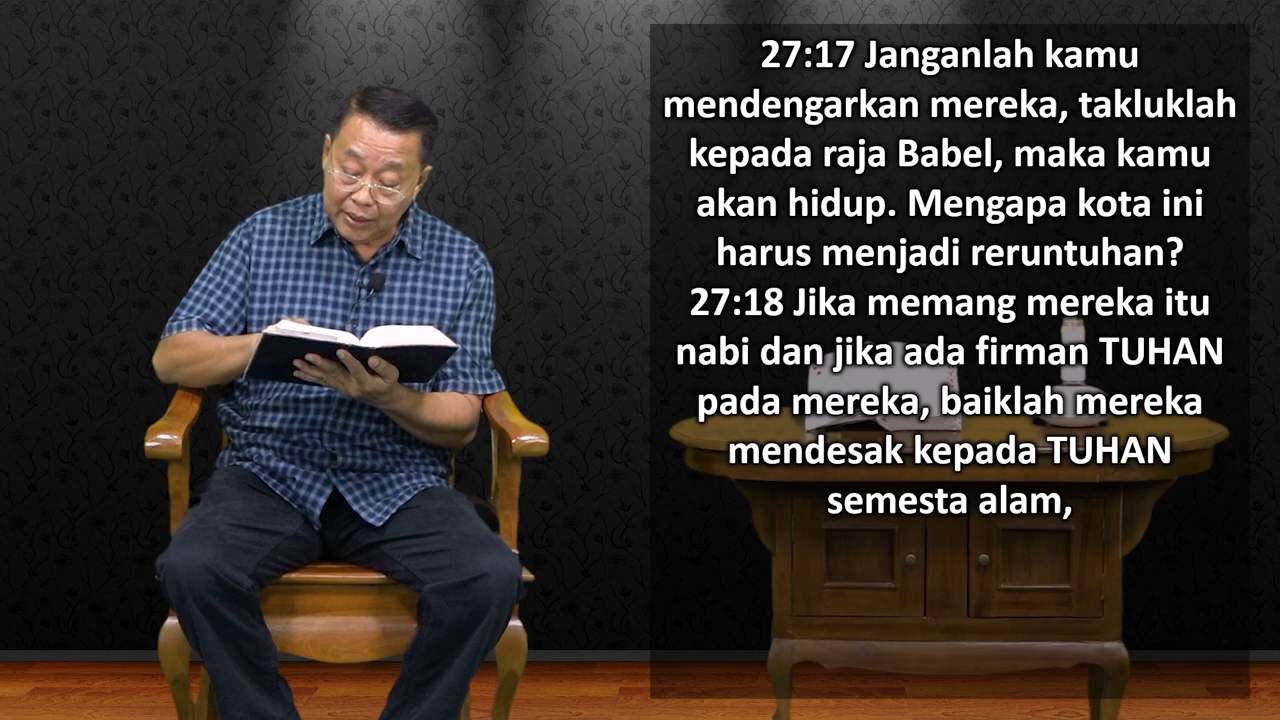 27:17 Janganlah kamu
mendengarkan mereka, takluklah
kepada raja Babel, maka kamu
akan hidup. Mengapa kota ini
harus menjadi reruntuhan?
27:18 Jika memang mereka itu
nabi dan jika ada firman TUHAN
pada mereka, baiklah mereka
mendesak kepada TUHAN
semesta alam,